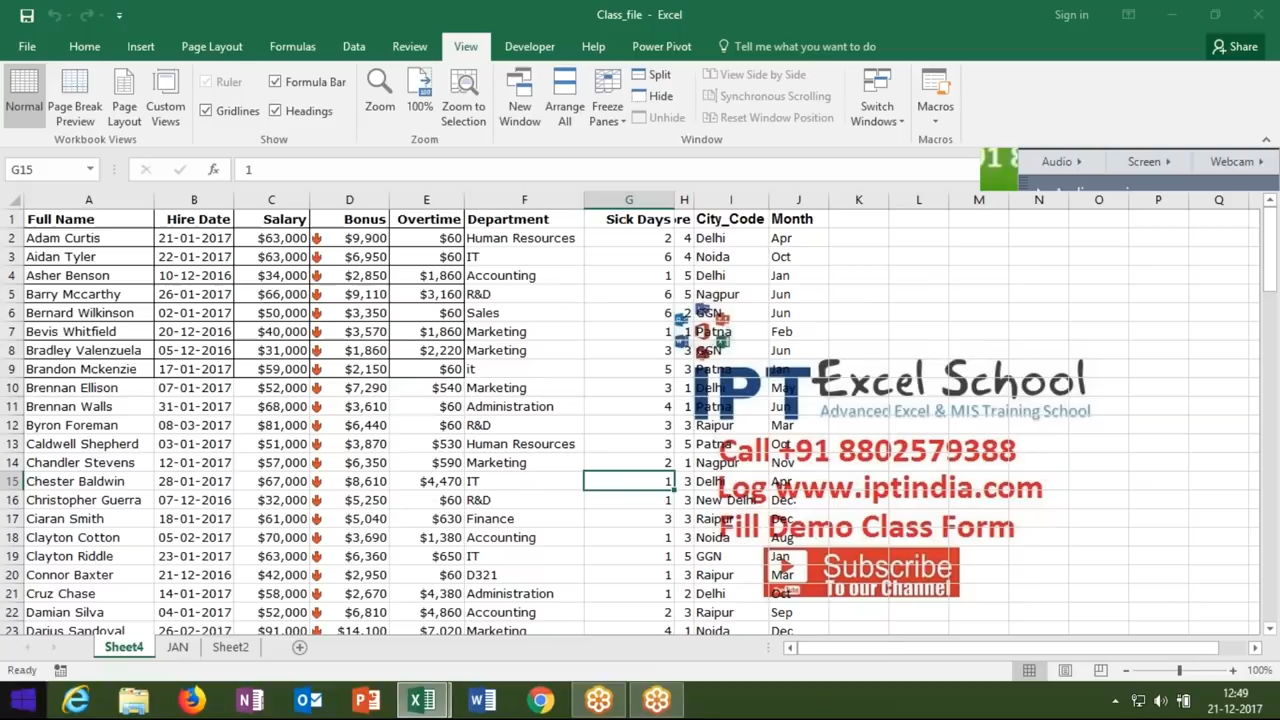 Class_file - Excel
Sign in
File Home Insert Page Layout Formulas Data Review View Developer Help Power Pivot Tell me what you want to do Share
Normal
Page Break Preview
Page Layout
Custom Views
Ruler Formula Bar
Gridlines Headings
Zoom
100%
Zoom to Selection
New Window
Arrange All
Freeze Panes
Split
Hide
Unhide
View Side by Side
Synchronous Scrolling
Reset Window Position
Switch Windows
Macros
Workbook Views Show Zoom Window Macros
G15 fx 1
Audio Screen Webcam
A B C D E F G H I J K L M N O P Q
1 Full Name Hire Date Salary Bonus Overtime Department Sick Days re City_Code Month
2 Adam Curtis 21-01-2017 $63,000 $9,900 $60 Human Resources 2 4 Delhi Apr
3 Aidan Tyler 22-01-2017 $63,000 $6,950 $60 IT 6 4 Noida Oct
4 Asher Benson 10-12-2016 $34,000 $2,850 $1,860 Accounting 1 5 Delhi Jan
5 Barry Mccarthy 26-01-2017 $66,000 $9,110 $3,160 R&D 6 5 Nagpur Jun
6 Bernard Wilkinson 02-01-2017 $50,000 $3,350 $60 Sales 6 2 GGN Jun
7 Bevis Whitfield 20-12-2016 $40,000 $3,570 $1,860 Marketing 1 1 Patna Feb
8 Bradley Valenzuela 05-12-2016 $31,000 $1,860 $2,220 Marketing 3 3 GGN Jun
9 Brandon Mckenzie 17-01-2017 $59,000 $2,150 $60 it 5 3 Patna Jan
10 Brennan Ellison 07-01-2017 $52,000 $7,290 $540 Marketing 3 1 Delhi May
11 Brennan Walls 31-01-2017 $68,000 $3,610 $60 Administration 4 1 Patna Jun
12 Byron Foreman 08-03-2017 $81,000 $6,440 $60 R&D 3 3 Raipur Mar
13 Caldwell Shepherd 03-01-2017 $51,000 $3,870 $530 Human Resources 3 5 Patna Oct
14 Chandler Stevens 12-01-2017 $57,000 $6,350 $590 Marketing 2 1 Nagpur Nov
15 Chester Baldwin 28-01-2017 $67,000 $8,610 $4,470 IT 1 3 Delhi Apr
16 Christopher Guerra 07-12-2016 $32,000 $5,250 $60 R&D 1 3 New Delhi Dec
17 Ciaran Smith 18-01-2017 $61,000 $5,040 $630 Finance 3 3 Raipur Dec
18 Clayton Cotton 05-02-2017 $70,000 $3,690 $1,380 Accounting 1 3 Noida Aug
19 Clayton Riddle 23-01-2017 $63,000 $6,360 $650 IT 1 5 GGN Jan
20 Connor Baxter 21-12-2016 $42,000 $2,950 $60 D321 1 3 Raipur Mar
21 Cruz Chase 14-01-2017 $58,000 $2,670 $4,380 Administration 1 2 Delhi Oct
22 Damian Silva 04-01-2017 $52,000 $6,810 $4,860 Accounting 2 3 Raipur Sep
23 Darius Sandoval 26-02-2017 $91,000 $14,100 $7,020 Marketing 4 1 Noida Dec
IPT Excel School
Advanced Excel & MIS Training School
Call +91 8802579388
Log www.iptindia.com
Fill Demo Class Form
Subscribe
To our Channel
Sheet4 JAN Sheet2
Ready 100%
12:49
21-12-2017